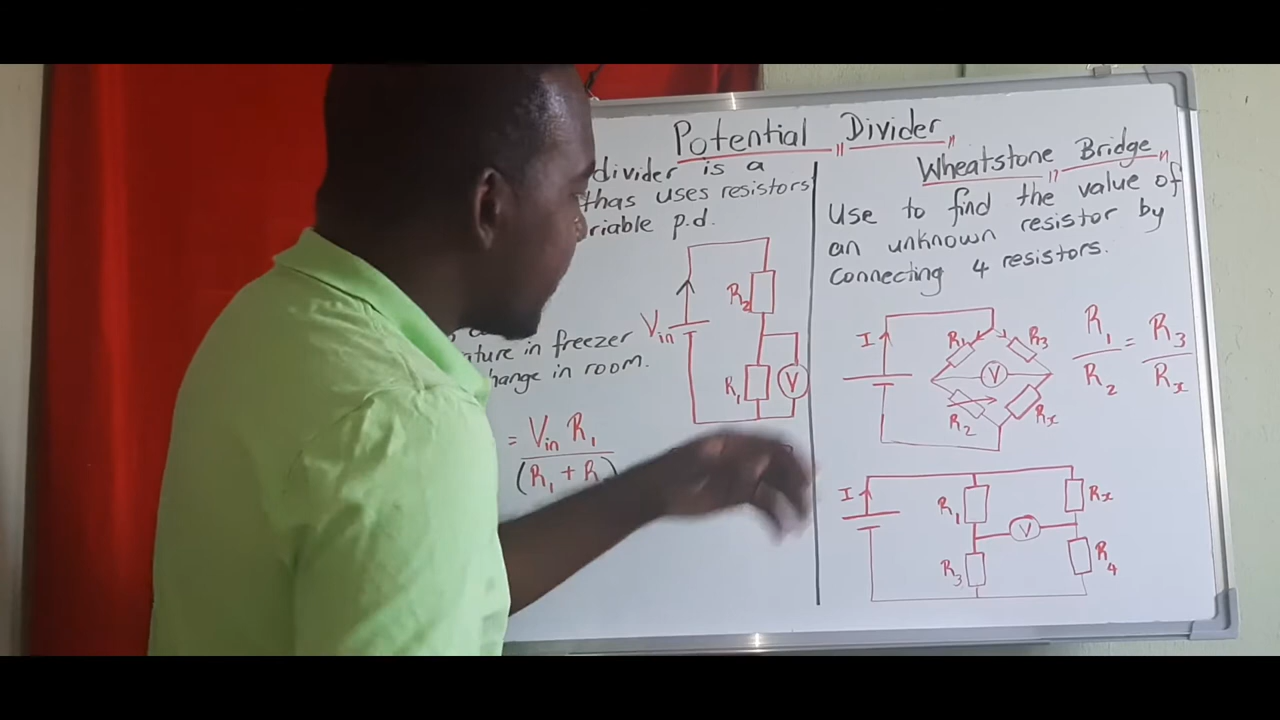 Potential Divider
divider is a
thas uses resistors
riable p.d.
ature in freezer
hange in room.
= Vin R1
(R1 + R )
Vin
R2
R1
V
Wheatstone Bridge
Use to find the value of
an unknown resistor by
Connecting 4 resistors.
I
R1
R3
V
R2
Rx
R1 = R3
R2 Rx
I
R1
Rx
V
R3
R4